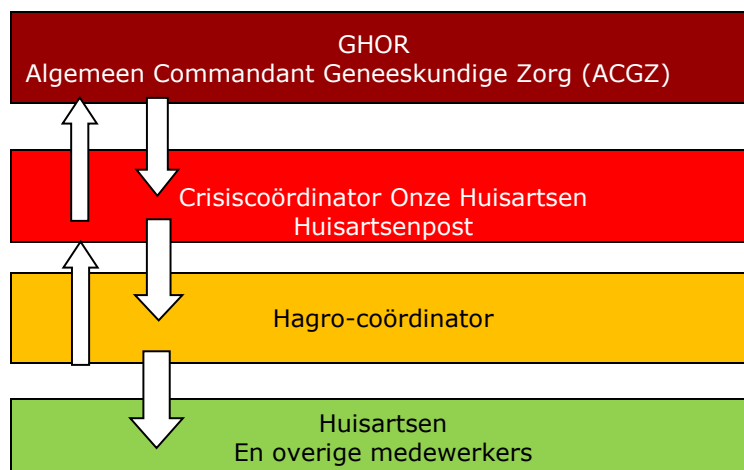 GHOR
Algemeen Commandant Geneeskundige Zorg (ACGZ)
Crisiscoördinator Onze Huisartsen
Huisartsenpost
Hagro-coördinator
Huisartsen
En overige medewerkers